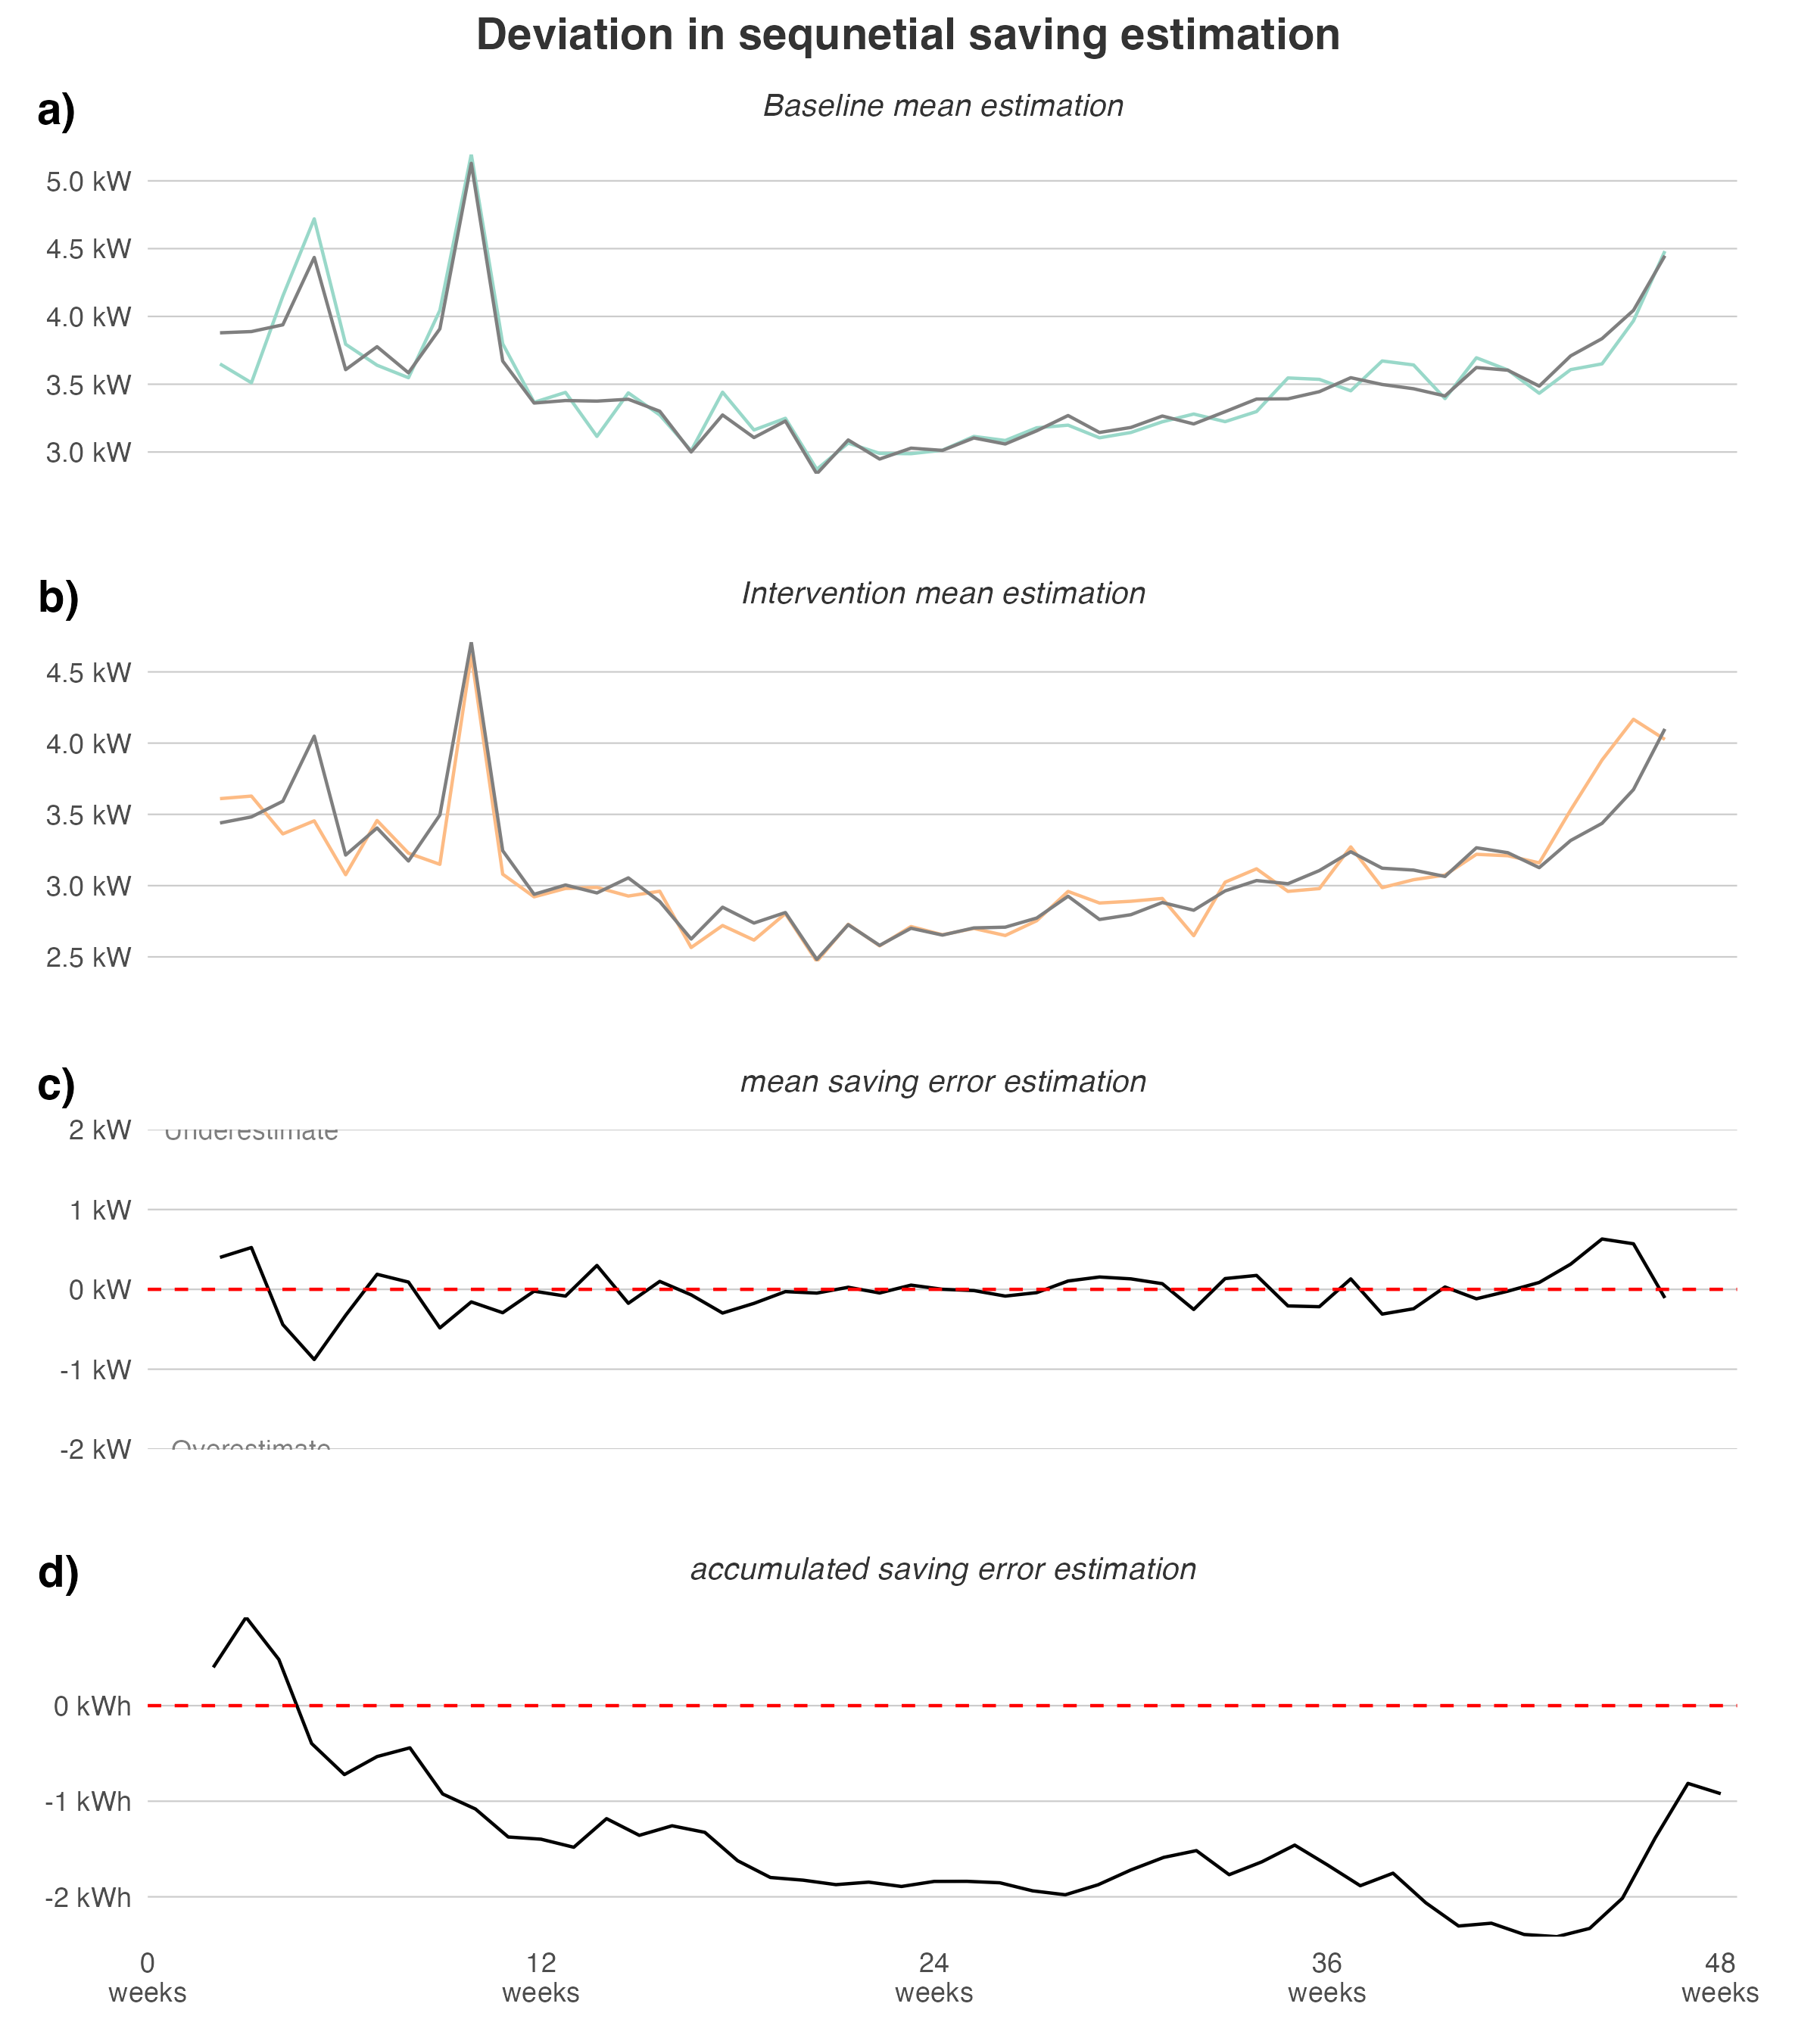 Deviation in sequnetial saving estimation
a)
Baseline mean estimation
5.0 kW
4.5 kW
4.0 kW
3.5 kW
3.0 kW
b)
Intervention mean estimation
4.5 kW
4.0 kW
3.5 kW
3.0 kW
2.5 kW
c)
mean saving error estimation
2 kW
Underestimate
1 kW
0 kW
-1 kW
Overestimate
-2 kW
d)
accumulated saving error estimation
0 kWh
-1 kWh
-2 kWh
0 12 24 36 48
weeks weeks weeks weeks weeks